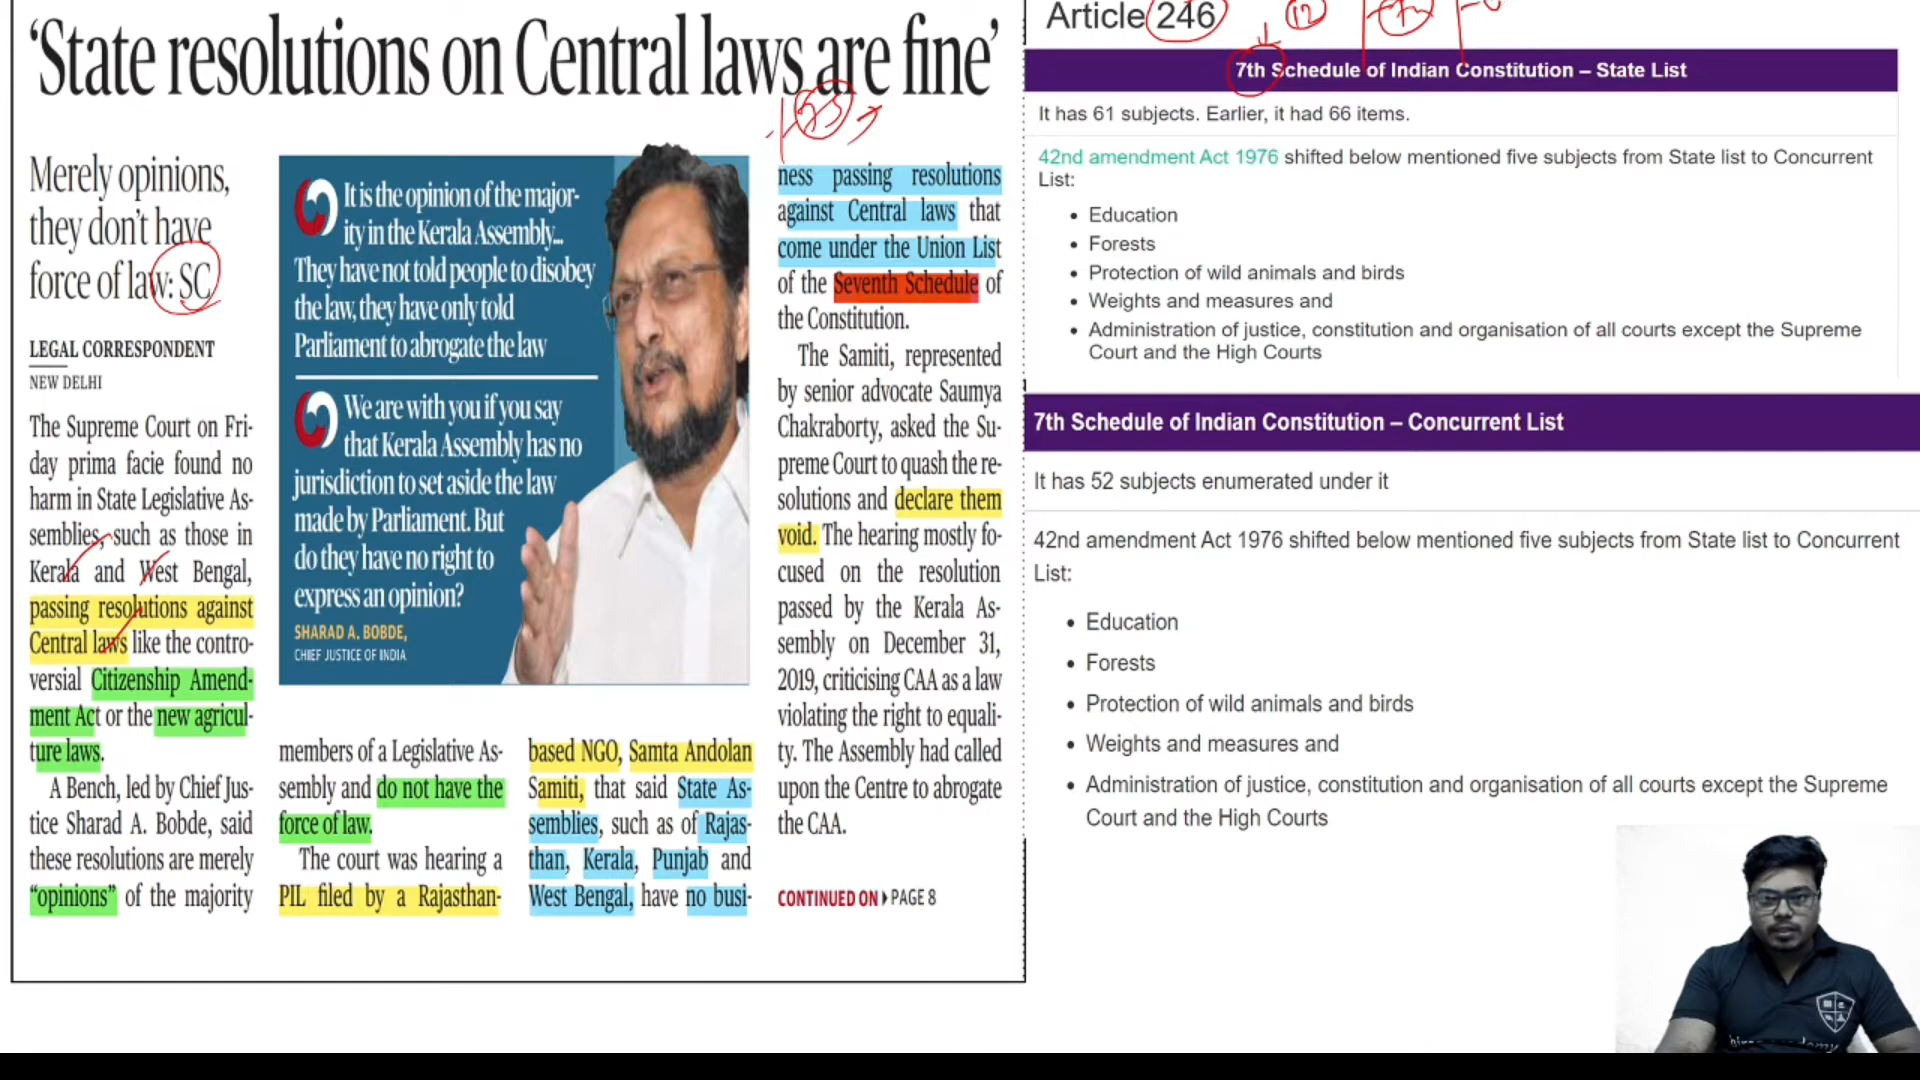 ‘State resolutions on Central laws are fine’
Merely opinions,
they don’t have
force of law: SC
LEGAL CORRESPONDENT
NEW DELHI
The Supreme Court on Fri-
day prima facie found no
harm in State Legislative As-
semblies, such as those in
Kerala and West Bengal,
passing resolutions against
Central laws like the contro-
versial Citizenship Amend-
ment Act or the new agricul-
ture laws.
A Bench, led by Chief Jus-
tice Sharad A. Bobde, said
these resolutions are merely
“opinions” of the majority
It is the opinion of the major-
ity in the Kerala Assembly...
They have not told people to disobey
the law, they have only told
Parliament to abrogate the law
We are with you if you say
that Kerala Assembly has no
jurisdiction to set aside the law
made by Parliament. But
do they have no right to
express an opinion?
SHARAD A. BOBDE,
CHIEF JUSTICE OF INDIA
members of a Legislative As-
sembly and do not have the
force of law.
The court was hearing a
PIL filed by a Rajasthan-
based NGO, Samta Andolan
Samiti, that said State As-
semblies, such as of Rajas-
than, Kerala, Punjab and
West Bengal, have no busi-
ness passing resolutions
against Central laws that
come under the Union List
of the Seventh Schedule of
the Constitution.
The Samiti, represented
by senior advocate Saumya
Chakraborty, asked the Su-
preme Court to quash the re-
solutions and declare them
void. The hearing mostly fo-
cused on the resolution
passed by the Kerala As-
sembly on December 31,
2019, criticising CAA as a law
violating the right to equali-
ty. The Assembly had called
upon the Centre to abrogate
the CAA.
CONTINUED ON PAGE 8
Article 246
12
7th Schedule of Indian Constitution – State List
It has 61 subjects. Earlier, it had 66 items.
42nd amendment Act 1976 shifted below mentioned five subjects from State list to Concurrent
List:
• Education
• Forests
• Protection of wild animals and birds
• Weights and measures and
• Administration of justice, constitution and organisation of all courts except the Supreme
Court and the High Courts
7th Schedule of Indian Constitution – Concurrent List
It has 52 subjects enumerated under it
42nd amendment Act 1976 shifted below mentioned five subjects from State list to Concurrent
List:
• Education
• Forests
• Protection of wild animals and birds
• Weights and measures and
• Administration of justice, constitution and organisation of all courts except the Supreme
Court and the High Courts